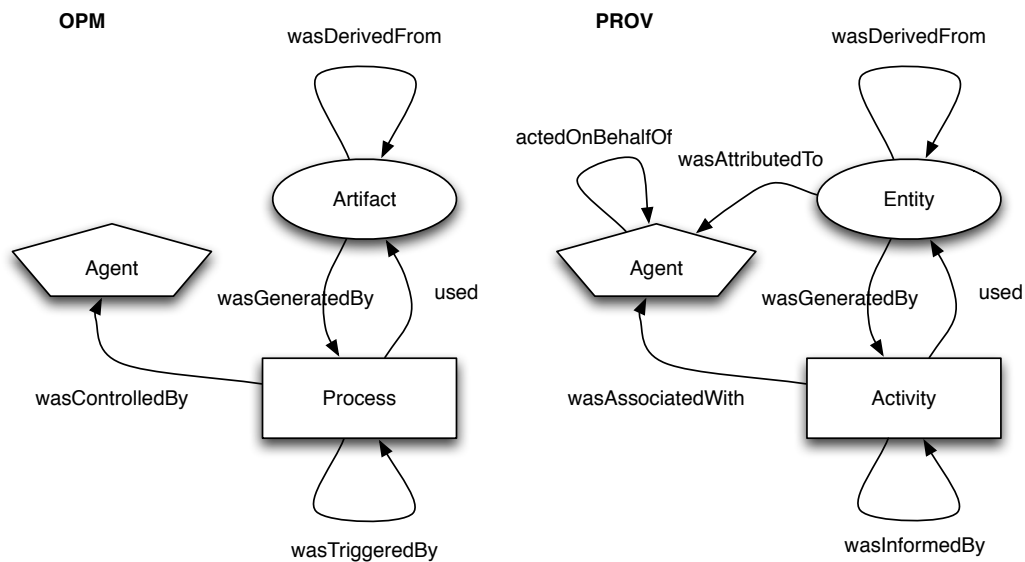 OPM
wasDerivedFrom
Artifact
Agent
wasGeneratedBy
used
wasControlledBy
Process
wasTriggeredBy
PROV
wasDerivedFrom
actedOnBehalfOf
wasAttributedTo
Entity
Agent
wasGeneratedBy
used
wasAssociatedWith
Activity
wasInformedBy